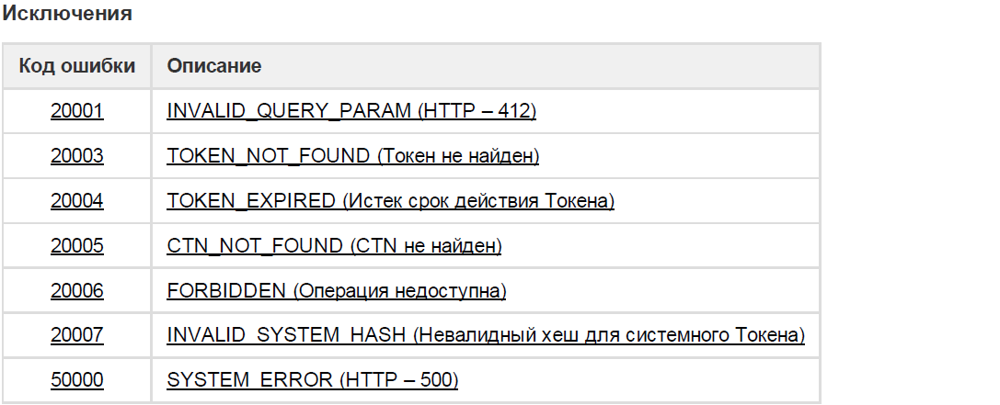 Исключения
Код ошибки Описание
20001 INVALID_QUERY_PARAM (HTTP – 412)
20003 TOKEN_NOT_FOUND (Токен не найден)
20004 TOKEN_EXPIRED (Истек срок действия Токена)
20005 CTN_NOT_FOUND (CTN не найден)
20006 FORBIDDEN (Операция недоступна)
20007 INVALID_SYSTEM_HASH (Невалидный хеш для системного Токена)
50000 SYSTEM_ERROR (HTTP – 500)